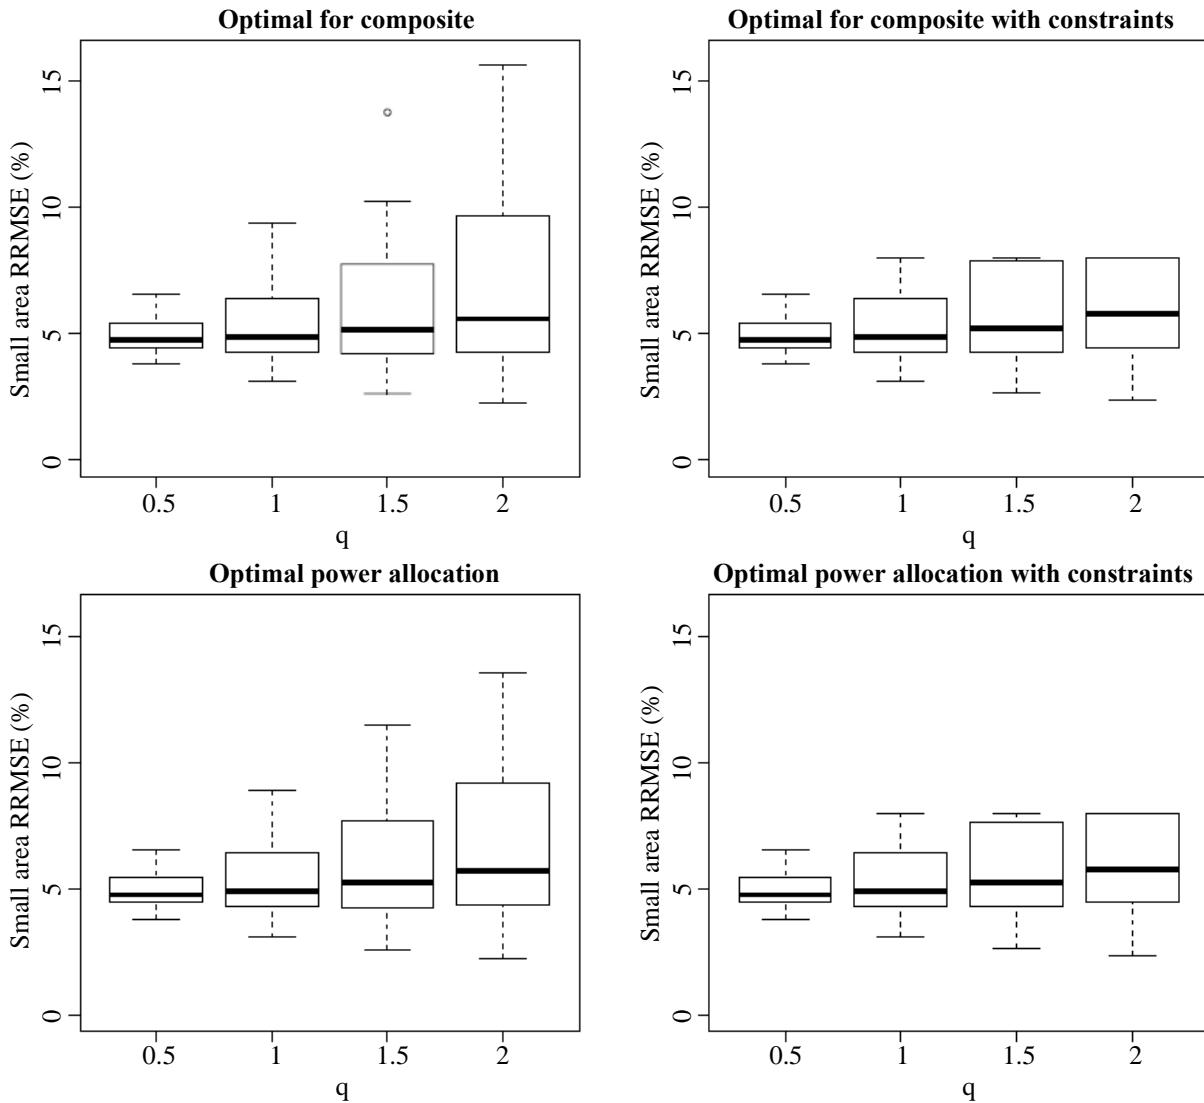 Optimal for composite
Small area RRMSE (%)
15
10
5
0
0.5 1 1.5 2
q
Optimal for composite with constraints
Small area RRMSE (%)
15
10
5
0
0.5 1 1.5 2
q
Optimal power allocation
Small area RRMSE (%)
15
10
5
0
0.5 1 1.5 2
q
Optimal power allocation with constraints
Small area RRMSE (%)
15
10
5
0
0.5 1 1.5 2
q